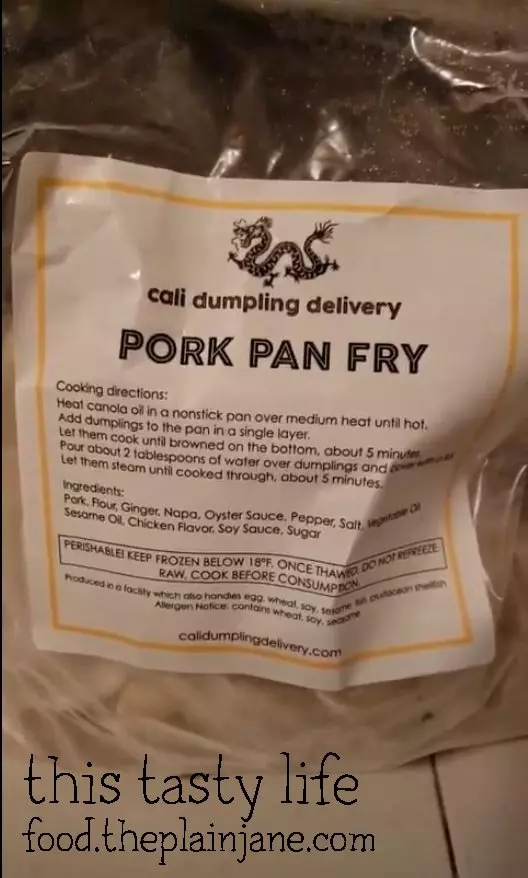 cali dumpling delivery
PORK PAN FRY
Cooking directions:
Heat canola oil in a nonstick pan over medium heat until hot.
Add dumplings to the pan in a single layer.
Let them cook until browned on the bottom, about 5 minutes.
Pour about 2 tablespoons of water over dumplings and
Let them steam until cooked through, about 5 minutes.
Ingredients:
Pork, Flour, Ginger, Napa, Oyster Sauce, Pepper, Salt, Vegetable Oil
Sesame Oil, Chicken Flavor, Soy Sauce, Sugar
PERISHABLE! KEEP FROZEN BELOW 18°F. ONCE THAWED, DO NOT REFREEZE.
RAW, COOK BEFORE CONSUMPTION.
Produced in a facility which also handles egg, wheat, soy, sesame, fish, crustacean shellfish
Allergen Notice: contains wheat, soy, sesame
calidumplingdelivery.com
this tasty life
food.theplainjane.com